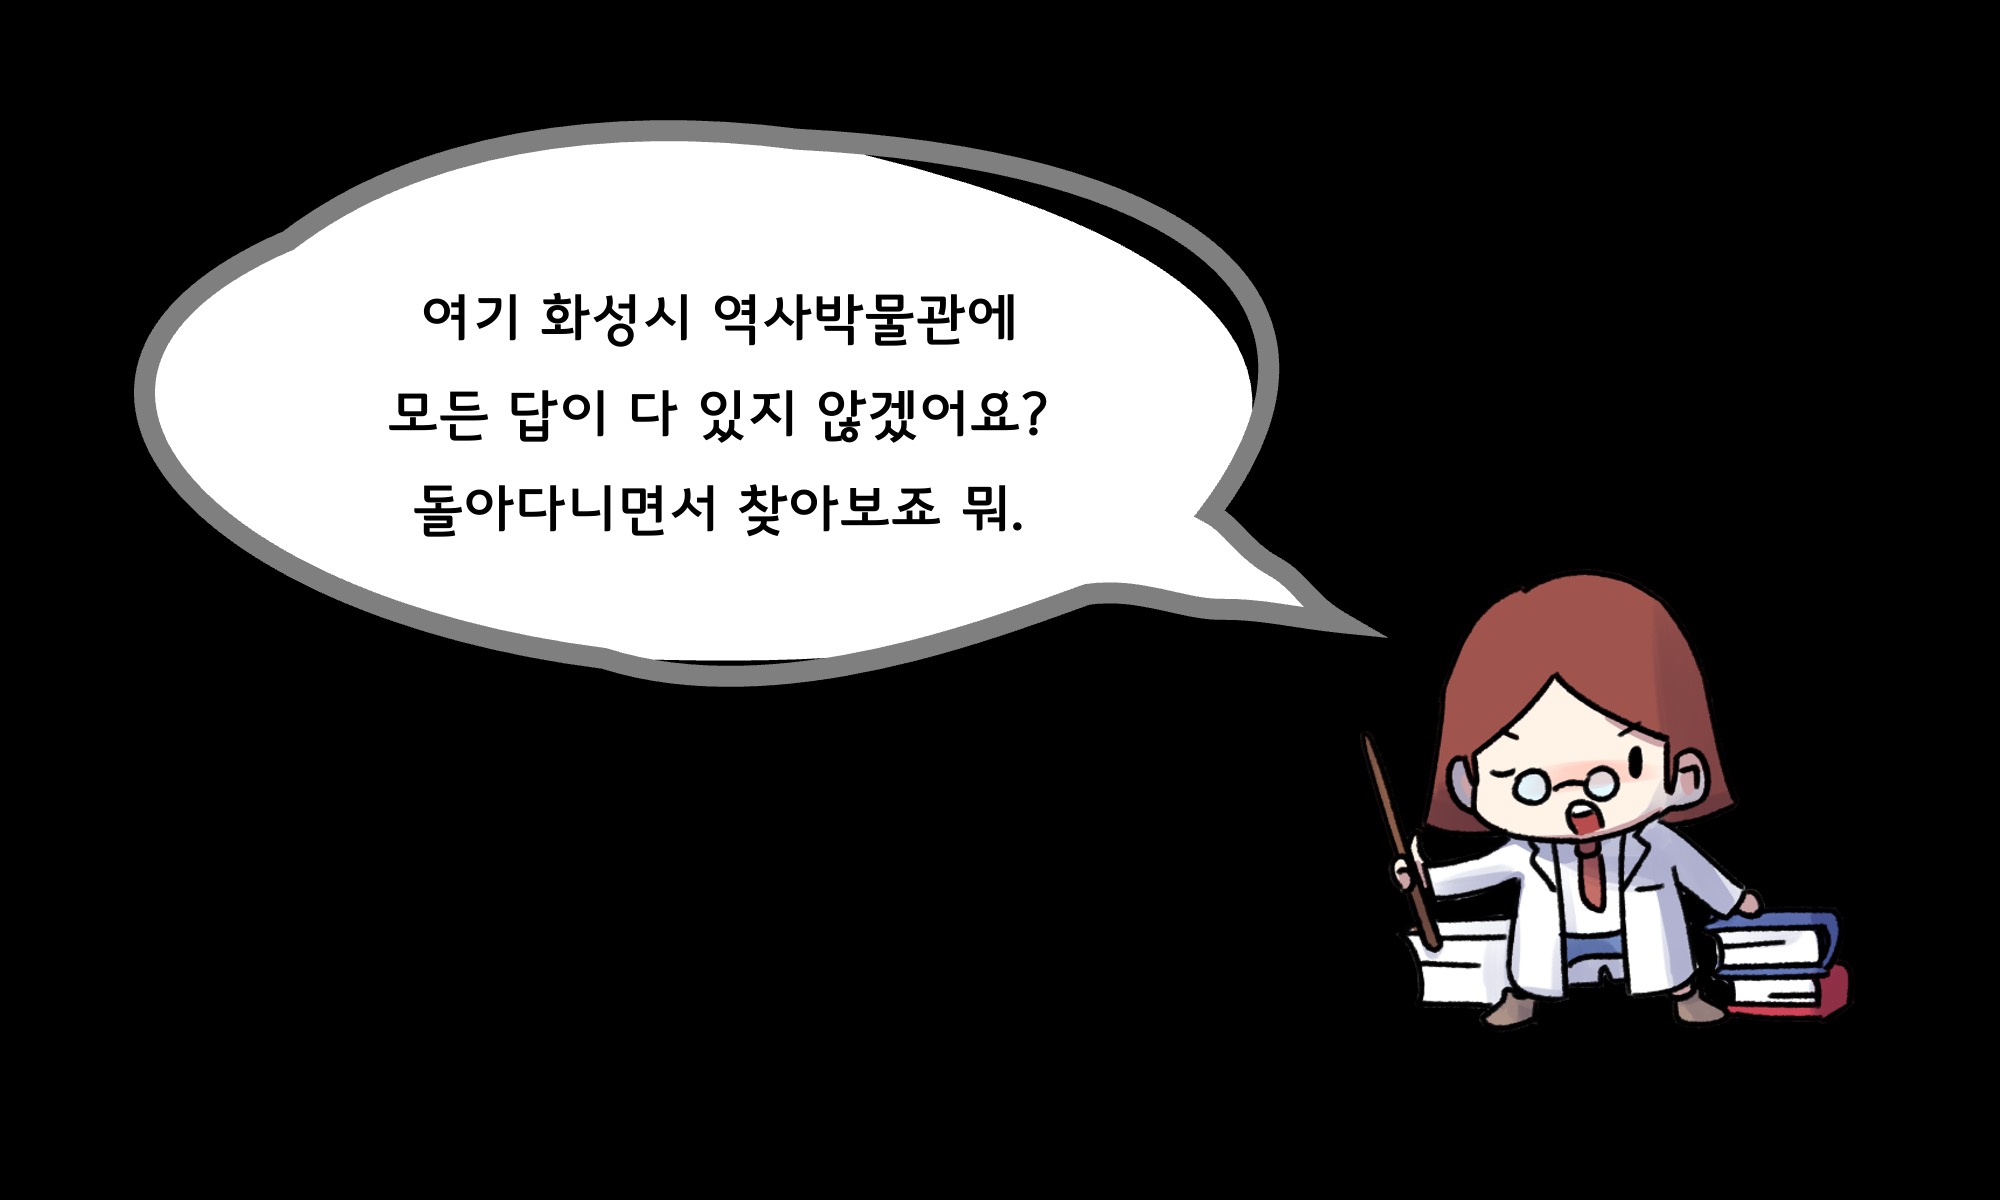 여기 화성시 역사박물관에
모든 답이 다 있지 않겠어요?
돌아다니면서 찾아보죠 뭐.